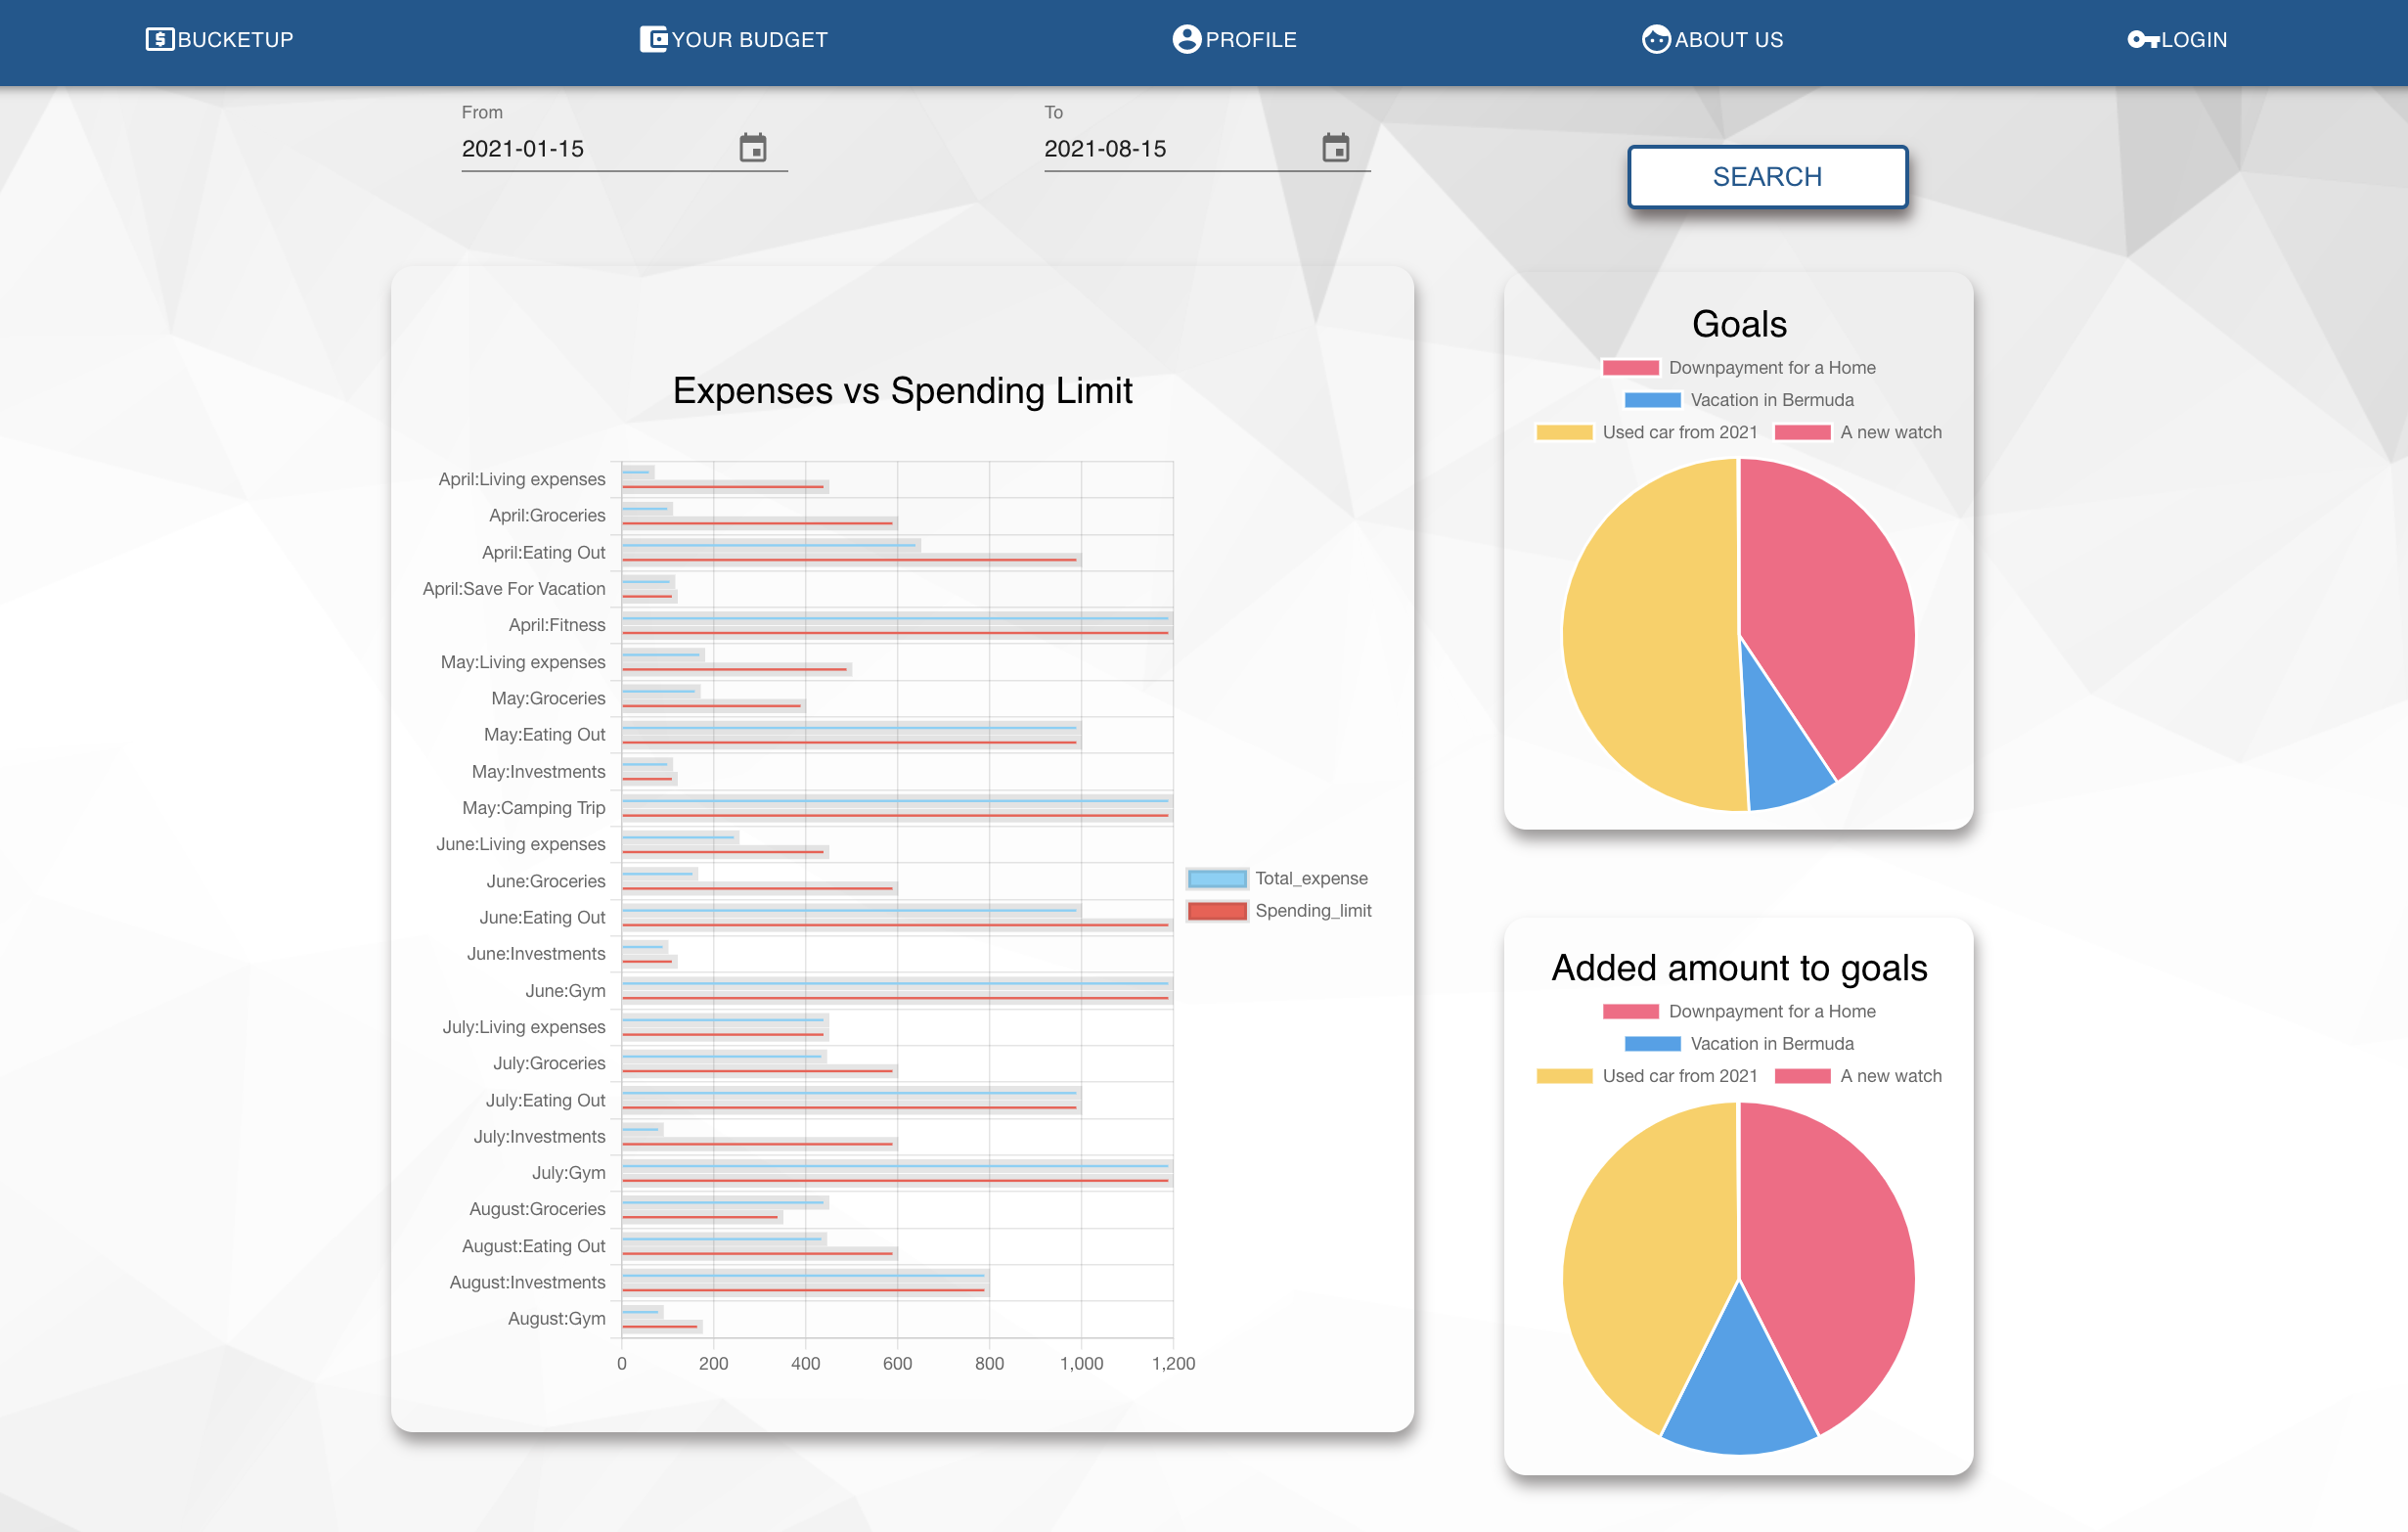 BUCKETUP YOUR BUDGET PROFILE ABOUT US LOGIN
From To
2021-01-15 2021-08-15
SEARCH
Expenses vs Spending Limit
April:Living expenses
April:Groceries
April:Eating Out
April:Save For Vacation
April:Fitness
May:Living expenses
May:Groceries
May:Eating Out
May:Investments
May:Camping Trip
June:Living expenses
June:Groceries
June:Eating Out
June:Investments
June:Gym
July:Living expenses
July:Groceries
July:Eating Out
July:Investments
July:Gym
August:Groceries
August:Eating Out
August:Investments
August:Gym
0 200 400 600 800 1,000 1,200
Total_expense
Spending_limit
Goals
Downpayment for a Home
Vacation in Bermuda
Used car from 2021 A new watch
Added amount to goals
Downpayment for a Home
Vacation in Bermuda
Used car from 2021 A new watch